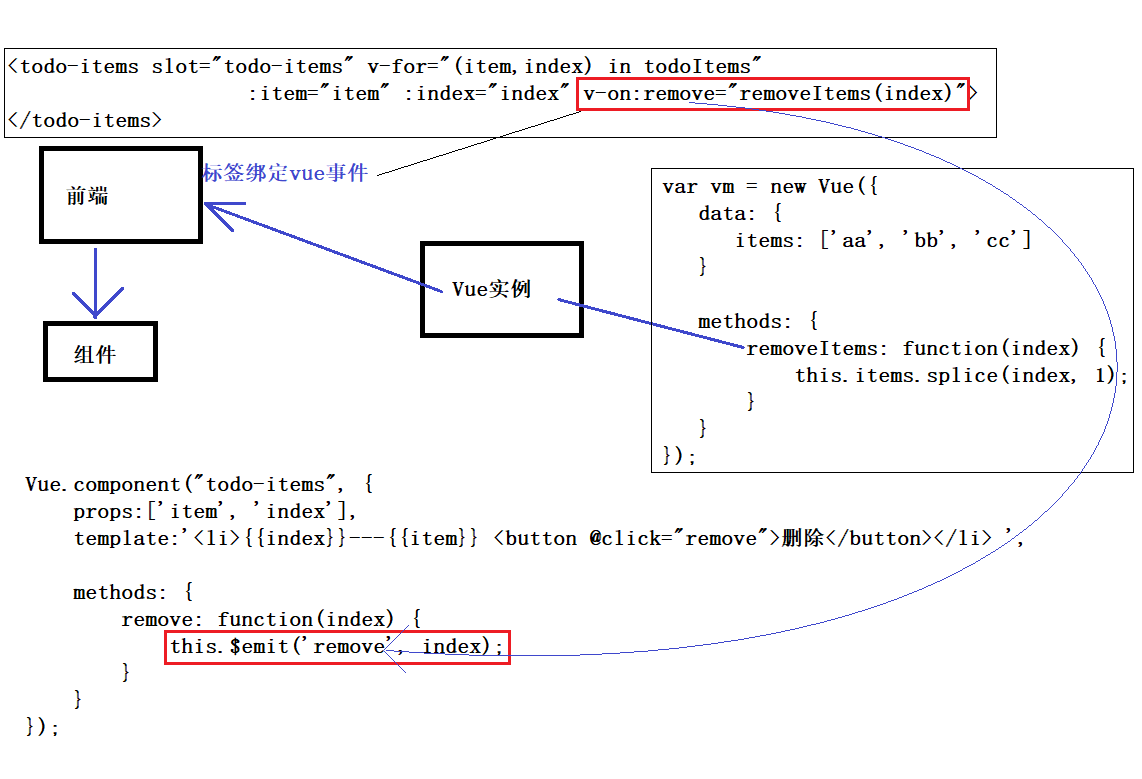 <todo-items slot="todo-items" v-for="(item,index) in todoItems"
:item="item" :index="index" v-on:remove="removeItems(index)">
</todo-items>
标签绑定vue事件
前端
Vue实例
组件
var vm = new Vue({
data: {
items: ['aa', 'bb', 'cc']
}
methods: {
removeItems: function(index) {
this.items.splice(index, 1);
}
}
});
Vue.component("todo-items", {
props:['item', 'index'],
template:'<li>{{index}}---{{item}} <button @click="remove">删除</button></li> ',
methods: {
remove: function(index) {
this.$emit('remove', index);
}
}
});